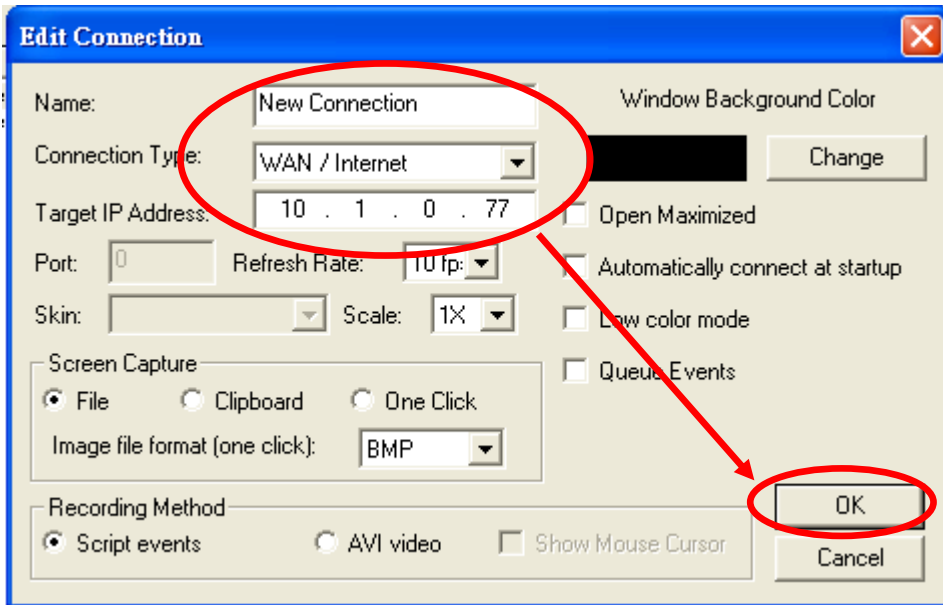 Edit Connection
Name: New Connection
Window Background Color
Connection Type: WAN / Internet
Change
Target IP Address: 10 . 1 . 0 . 77
Open Maximized
Port: 0 Refresh Rate: 10 fp:
Automatically connect at startup
Skin: Scale: 1X
Low color mode
Screen Capture
Queue Events
File Clipboard One Click
Image file format (one click): BMP
Recording Method
OK
Script events AVI video Show Mouse Cursor
Cancel